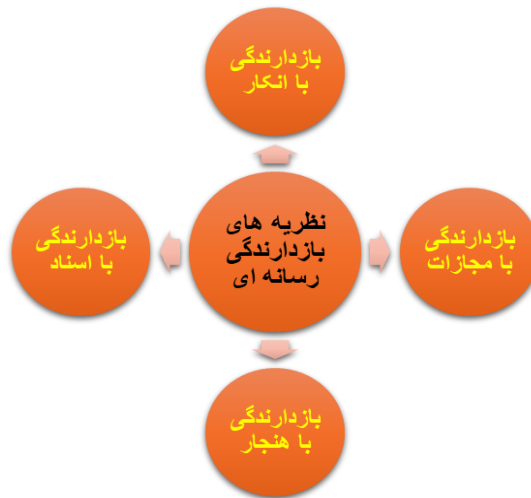 بازدارندگی
با انکار
نظریه های
بازدارندگی
رسانه ای
بازدارندگی
با مجازات
بازدارندگی
با اسناد
بازدارندگی
با هنجار